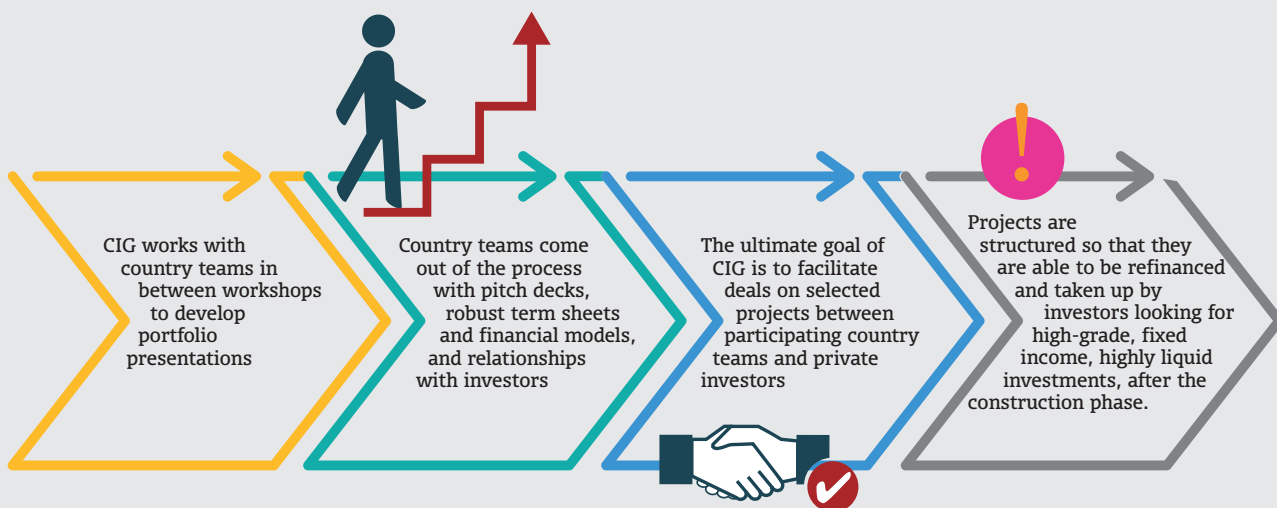 CIG works with
country teams in
between workshops
to develop
portfolio
presentations
Country teams come
out of the process
with pitch decks,
robust term sheets
and financial models,
and relationships
with investors
The ultimate goal of
CIG is to facilitate
deals on selected
projects between
participating country
teams and private
investors
Projects are
structured so that they
are able to be refinanced
and taken up by
investors looking for
high-grade, fixed
income, highly liquid
investments, after the
construction phase.